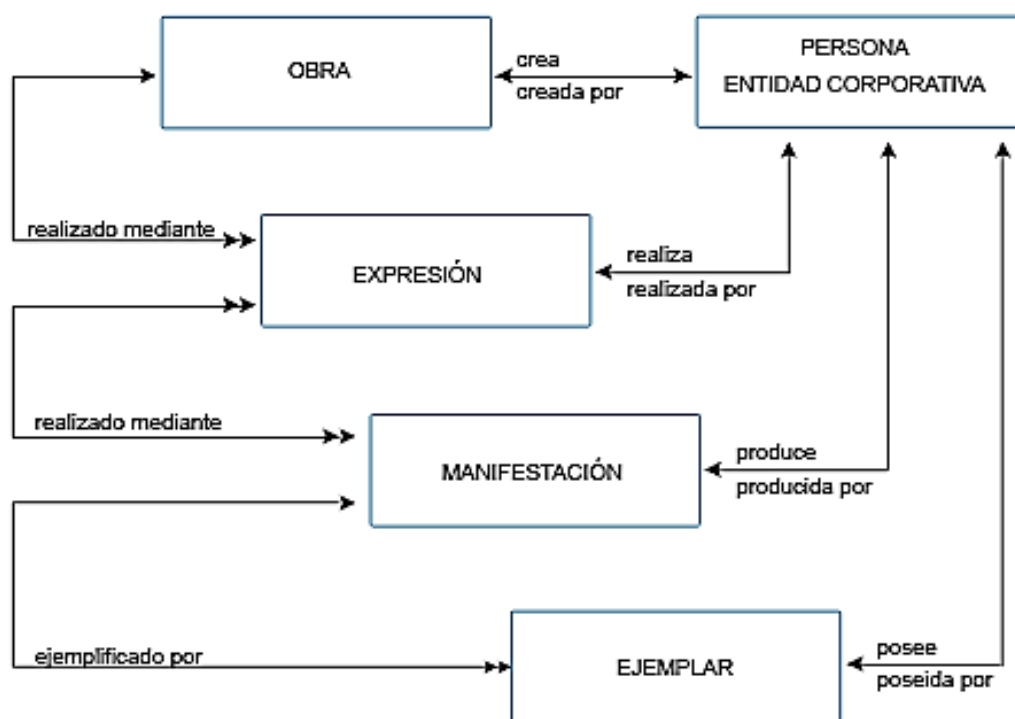 OBRA
crea
creada por
PERSONA
ENTIDAD CORPORATIVA
realizado mediante
EXPRESIÓN
realiza
realizada por
realizado mediante
MANIFESTACIÓN
produce
producida por
ejemplificado por
EJEMPLAR
posee
poseida por